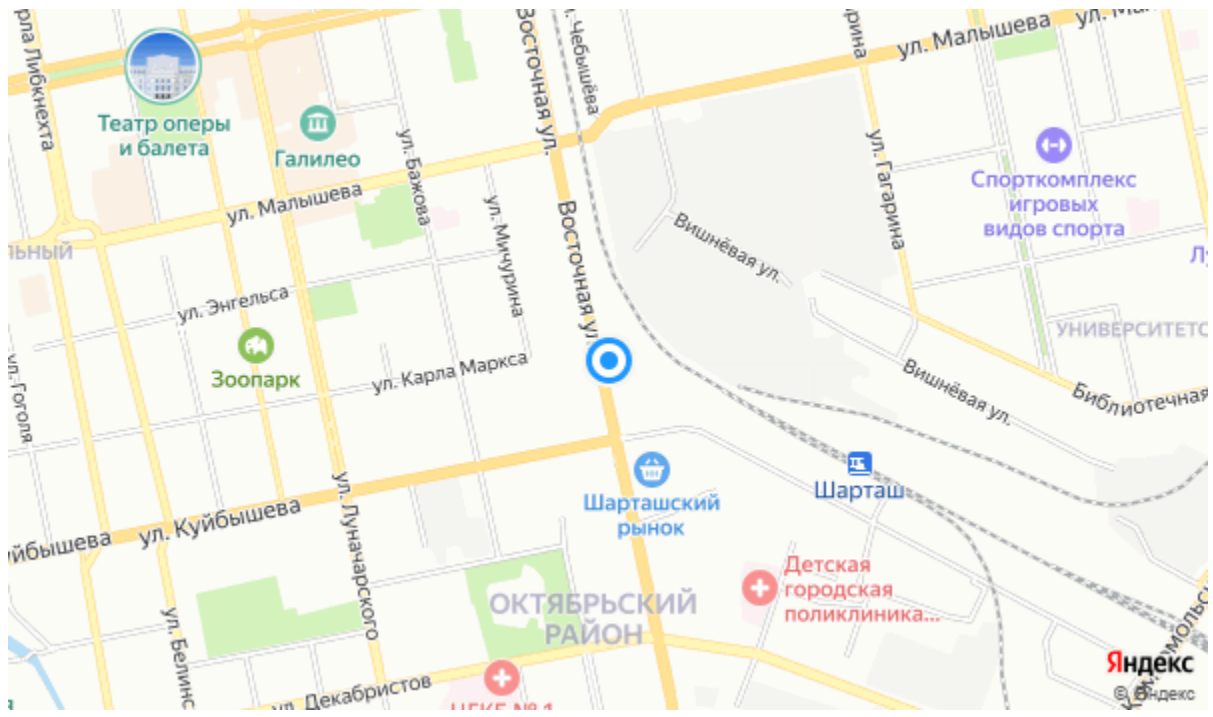 рла Либкнехта
Восточная ул.
ул. Чебышёва
ул. Малышева
Театр оперы
и балета
Галилео
ул. Бажова
ул. Малышева
ул. Гагарина
Спорткомплекс
игровых
видов спорта
Восточная ул
ул. Мичурина
Вишнёвая ул.
льный
ул. Энгельса
Зоопарк
ул. Карла Маркса
ул. Гоголя
УНИВЕРСИТЕТС
Вишнёвая ул.
Библиотечная
Шарташ
Шарташский
рынок
уйбышева
ул. Куйбышева
ул. Луначарского
Детская
городская
поликлиника...
ОКТЯБРЬСКИЙ
РАЙОН
ул. Белинс
ул. Декабристов
Яндекс
© Яндекс